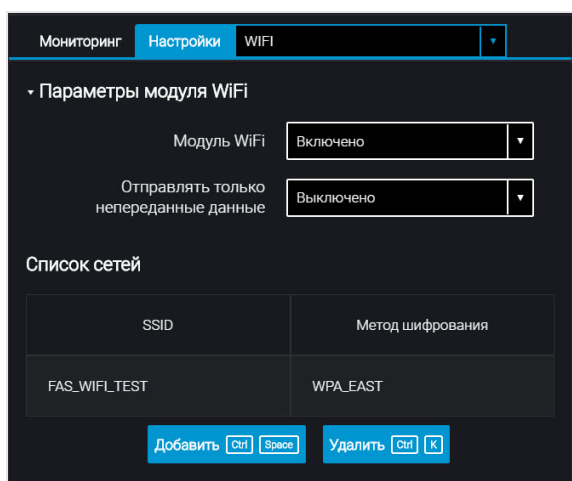 Мониторинг Настройки WIFI
Параметры модуля WiFi
Модуль WiFi Включено
Отправлять только
непереданные данные Выключено
Список сетей
SSID Метод шифрования
FAS_WIFI_TEST WPA_EAST
Добавить Ctrl Space Удалить Ctrl K